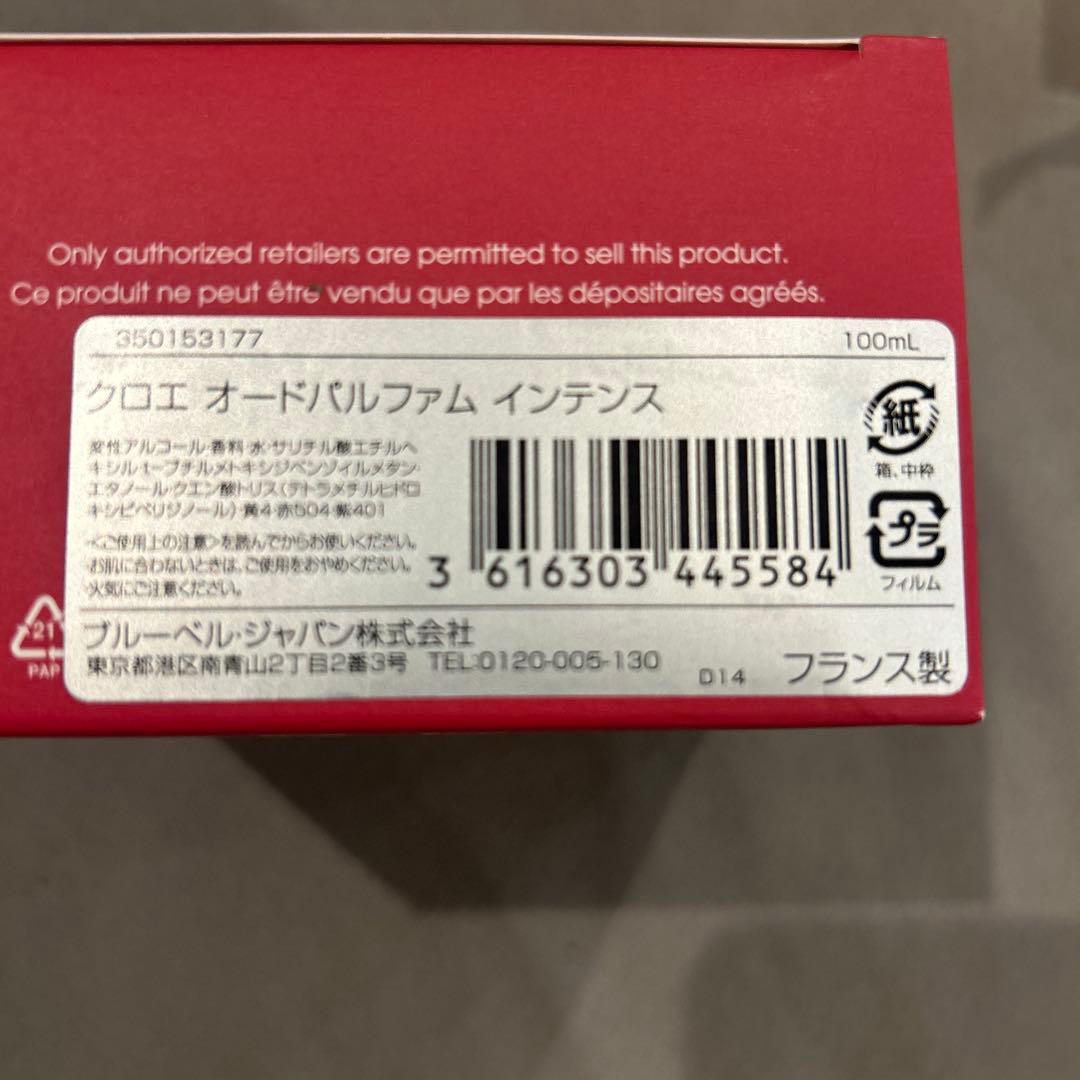 Only authorized retailers are permitted to sell this product.
Ce produit ne peut être vendu que par les dépositaires agréés.
350153177 100mL
クロエ オードパルファム インテンス
変性アルコール・香料・水・サリチル酸エチルヘ
キシル・t-ブチルメトキシジベンゾイルメタン・
エタノール・クエン酸トリス(テトラメチルヒドロ
キシピペリジノール)・黄4・赤504・紫401
<ご使用上の注意>を読んでからお使いください。
・お肌に合わないときは、ご使用をおやめください。
・火気にご注意ください。
3 616303 445584
紙
箱、中枠
プラ
フィルム
21
PAP
ブルーベル・ジャパン株式会社
東京都港区南青山2丁目2番3号 TEL:0120-005-130
D14 フランス製